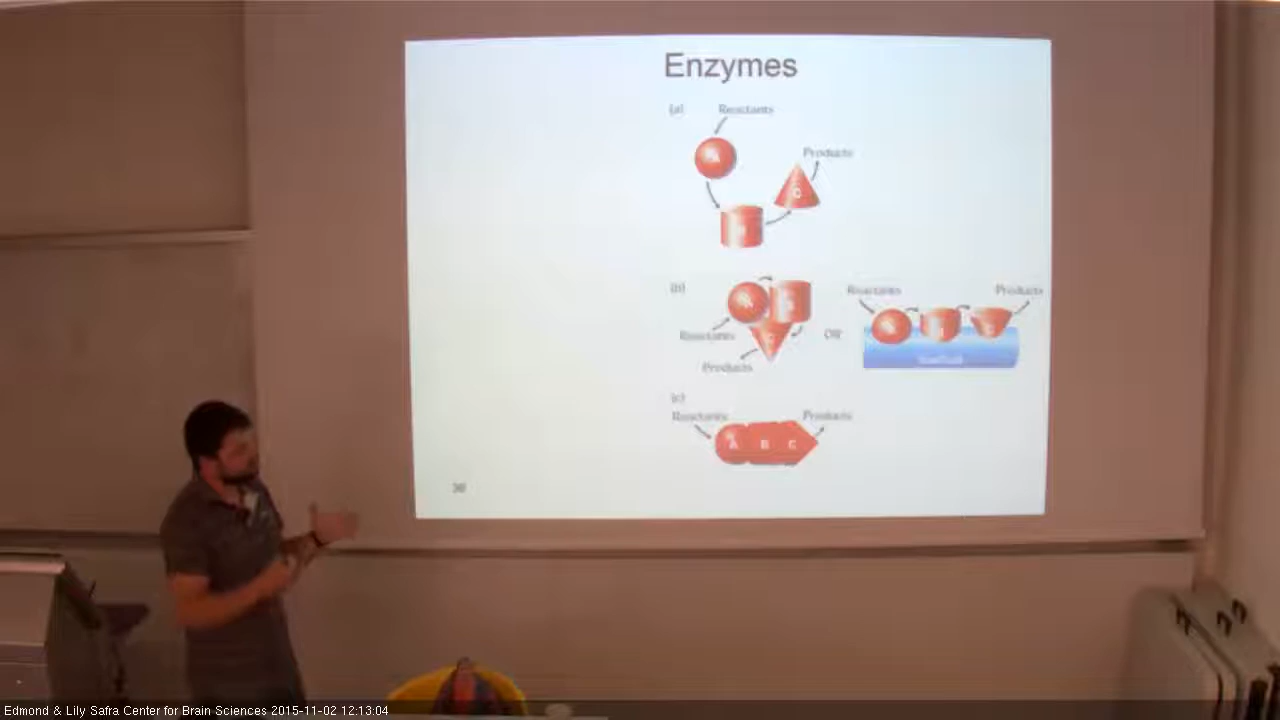 Enzymes
(a) Reactants
A
Products
C
(b)
Reactants Products
A
Reactants
OR
Products
(c)
Reactants Products
A B C
Edmond & Lily Safra Center for Brain Sciences 2015-11-02 12:13:04